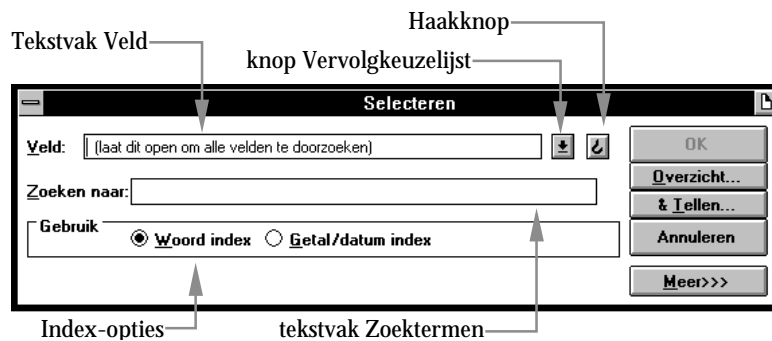 Haakknop
Tekstvak Veld
knop Vervolgkeuzelijst
Selecteren
Veld: (laat dit open om alle velden te doorzoeken)
OK
Overzicht...
Zoeken naar:
& Tellen...
Gebruik
Woord index Getal/datum index
Annuleren
Meer>>>
Index-opties tekstvak Zoektermen